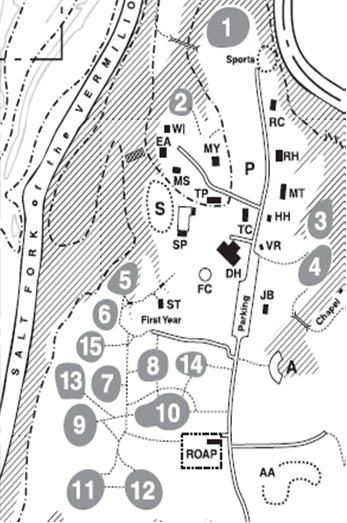 1
Sports
2
RC
W
EA
MY
P
RH
MS
TP
MT
S
HH
3
TC
SP
VR
4
DH
5
FC
JB
ST
First Year
Parking
Chapel
6
15
8
14
A
13
7
10
9
ROAP
AA
11
12
SALT FORK of the VERMILIO